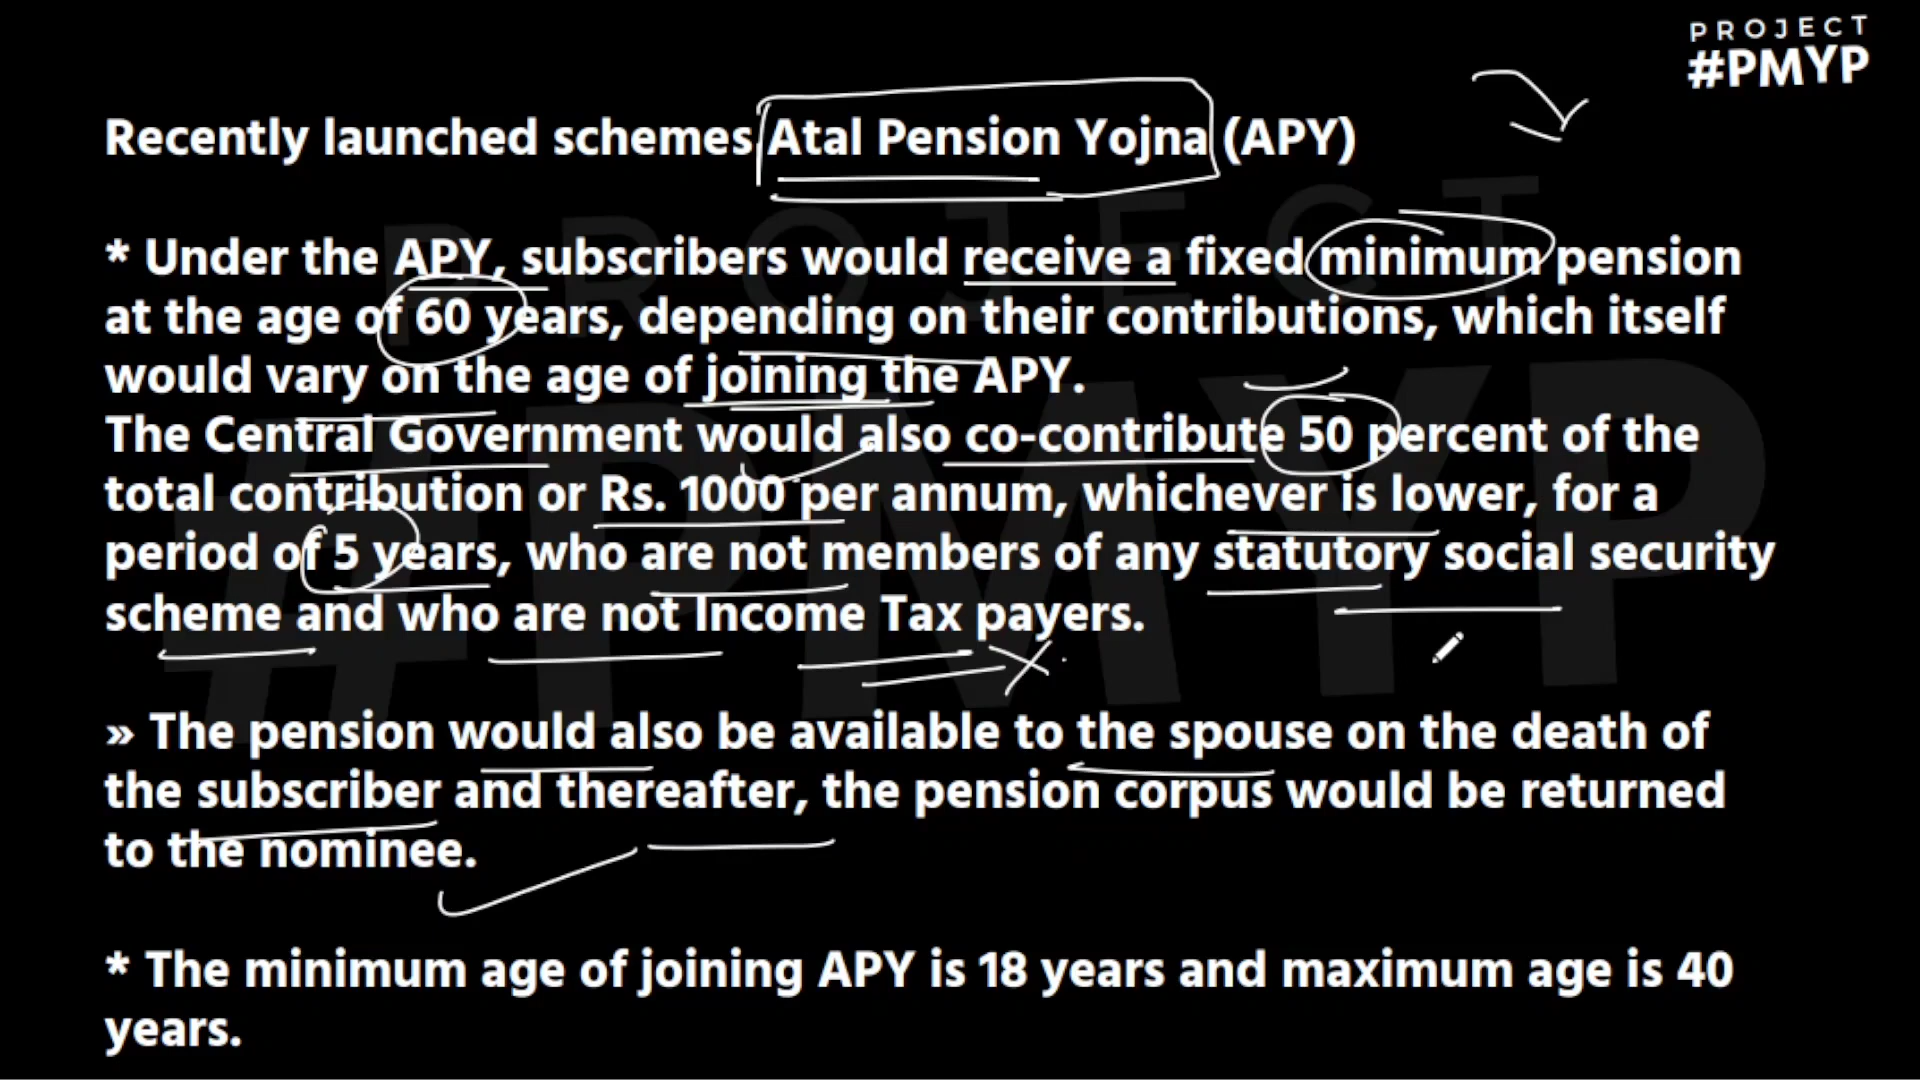 PROJECT
#PMYP
Recently launched schemes Atal Pension Yojna (APY)
* Under the APY, subscribers would receive a fixed minimum pension
at the age of 60 years, depending on their contributions, which itself
would vary on the age of joining the APY.
The Central Government would also co-contribute 50 percent of the
total contribution or Rs. 1000 per annum, whichever is lower, for a
period of 5 years, who are not members of any statutory social security
scheme and who are not Income Tax payers.
» The pension would also be available to the spouse on the death of
the subscriber and thereafter, the pension corpus would be returned
to the nominee.
* The minimum age of joining APY is 18 years and maximum age is 40
years.
PROJECT
#PMYP